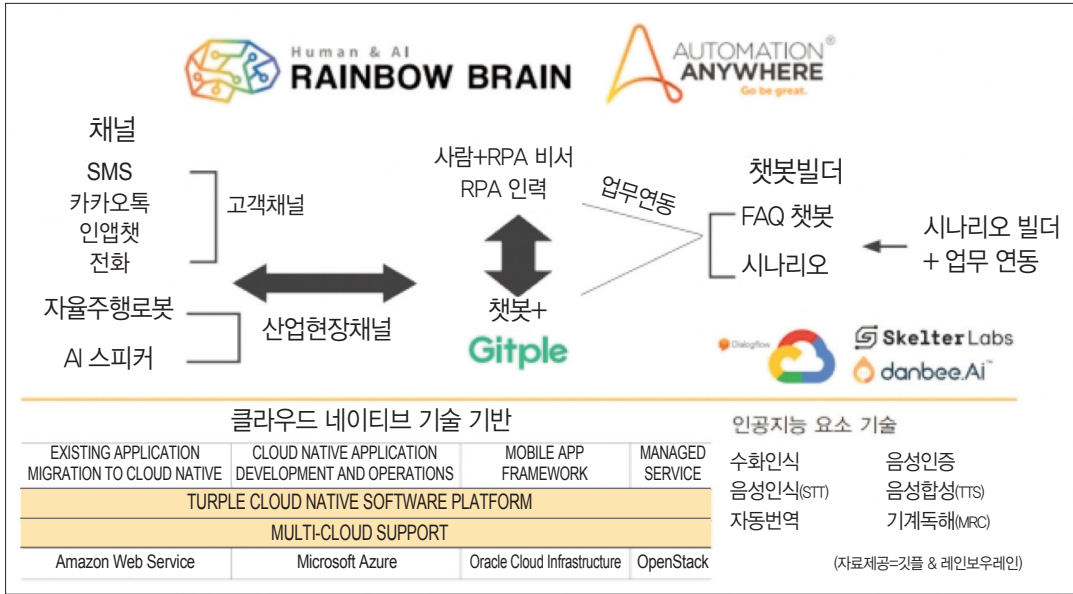 Human & AI
RAINBOW BRAIN
AUTOMATION®
ANYWHERE
Go be great.
채널
SMS
카카오톡
인앱챗
전화
고객채널
자율주행로봇
AI 스피커
산업현장채널
사람+RPA 비서
RPA 인력
챗봇+
Gitple
업무연동
챗봇빌더
FAQ 챗봇
시나리오
시나리오 빌더
+ 업무 연동
Dialogflow
SkelterLabs
danbee.Ai™
클라우드 네이티브 기술 기반
EXISTING APPLICATION
MIGRATION TO CLOUD NATIVE
CLOUD NATIVE APPLICATION
DEVELOPMENT AND OPERATIONS
MOBILE APP
FRAMEWORK
MANAGED
SERVICE
TURPLE CLOUD NATIVE SOFTWARE PLATFORM
MULTI-CLOUD SUPPORT
Amazon Web Service
Microsoft Azure
Oracle Cloud Infrastructure
OpenStack
인공지능 요소 기술
수화인식
음성인증
음성인식(STT)
음성합성(TTS)
자동번역
기계독해(MRC)
(자료제공=깃플 & 레인보우레인)